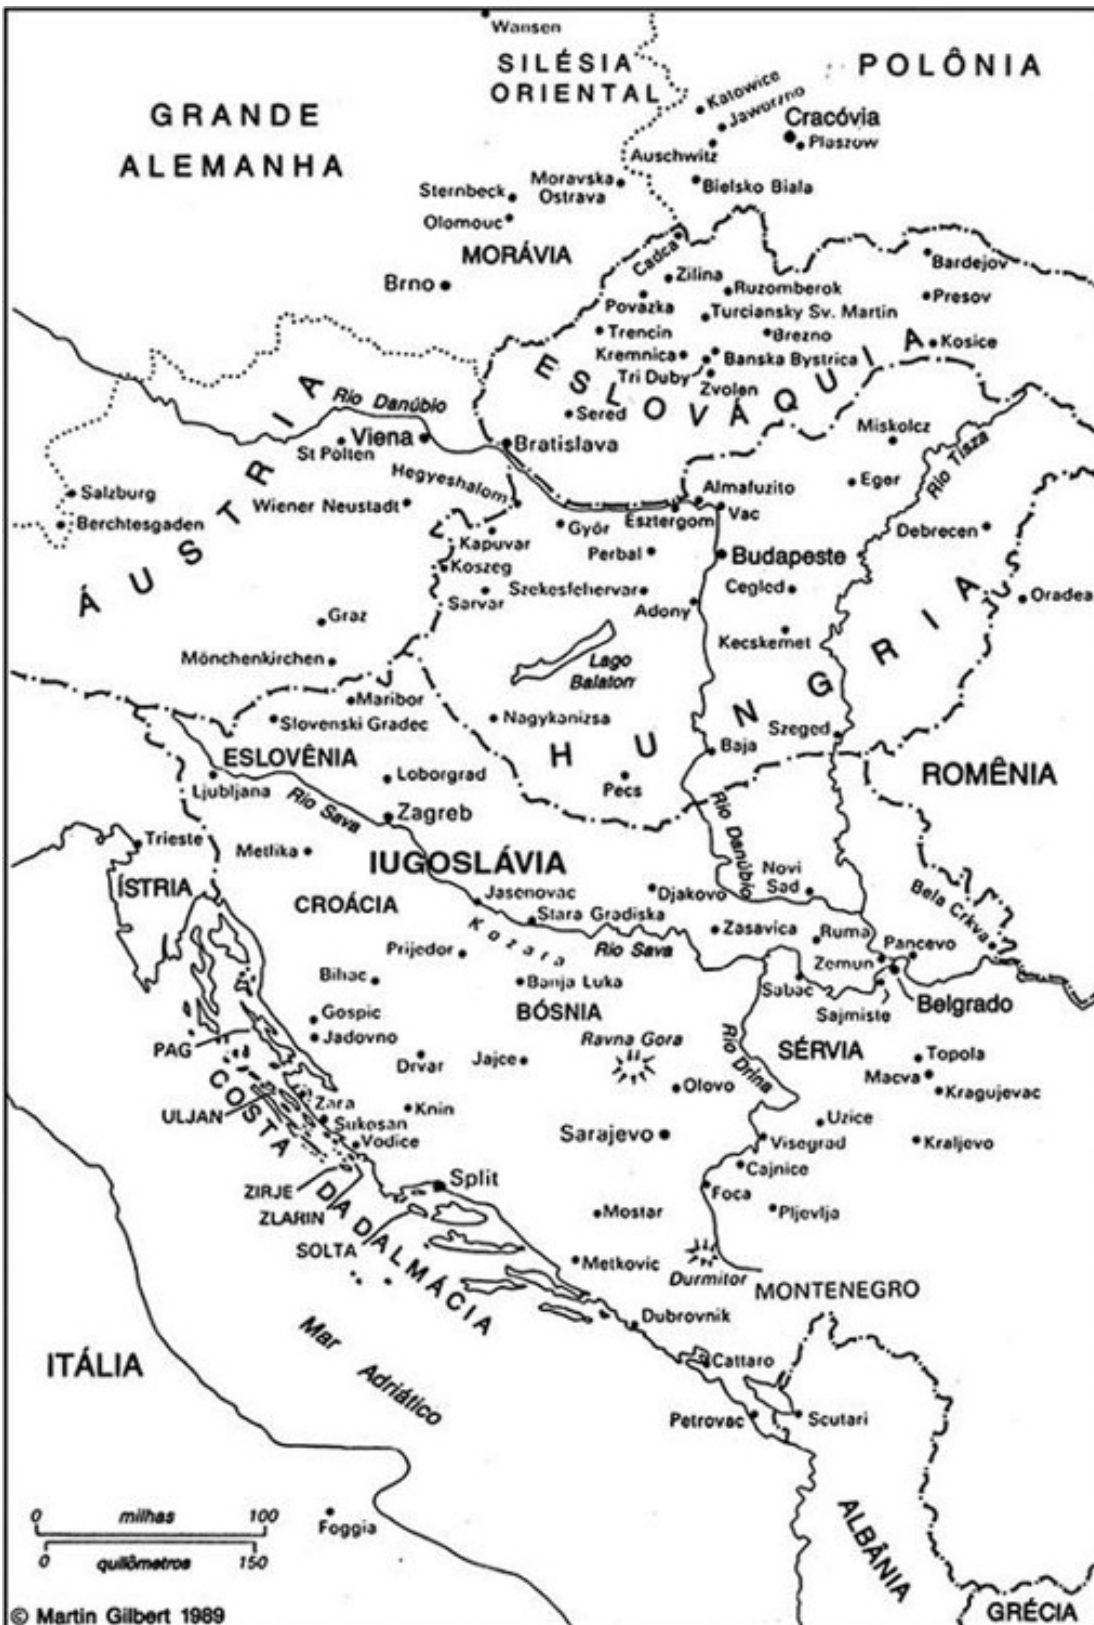 Wansen
SILÉSIA
ORIENTAL
POLÔNIA
GRANDE
ALEMANHA
Katowice
Jaworzno
Cracóvia
Plaszow
Auschwitz
Bielsko Biala
Moravska
Ostrava
Sternbeck
Olomouc
MORÁVIA
Brno
Cadca
Zilina
Ruzomberok
Bardejov
Povazka
Turciansky Sv. Martin
Presov
Trencin
Brezno
Kosice
Kremnica
Banska Bystrica
Tri Duby
Zvolen
ESLOVÁQUIA
Sered
Rio Danúbio
Viena
St Polten
Bratislava
Miskolcz
Rio Tisza
Hegyeshalom
Salzburg
Wiener Neustadt
Almafuzito
Eger
Berchtesgaden
Györ
Esztergom
Vac
Debrecen
ÁUSTRIA
Kapuvar
Perbal
Budapeste
Koszeg
Sarvar
Szekesfehervar
Cegled
Adony
Oradea
Graz
Kecskemet
Mönchenkirchen
Lago
Balaton
HUNGRIA
Maribor
Slovenski Gradec
Nagykanizsa
Szeged
Baja
ESLOVÊNIA
Ljubljana
Loborgrad
Pecs
ROMÊNIA
Rio Sava
Zagreb
Rio Danúbio
Trieste
Metlika
IUGOSLÁVIA
Novi
Sad
Bela Crkva
ÍSTRIA
CROÁCIA
Jasenovac
Djakovo
Stara Gradiska
Kozara
Rio Sava
Zasavica
Ruma
Pancevo
Prijedor
Zemun
Bihac
Banja Luka
Sabac
Belgrado
Sajmiste
Gospic
BÓSNIA
Jadovno
Ravna Gora
Rio Drina
SÉRVIA
PAG
Drvar
Jajce
Topola
Macva
Olovo
Kragujevac
COSTA DA DALMÁCIA
ULJAN
Zara
Knin
Sukosan
Uzice
Vodice
Sarajevo
Visegrad
Kraljevo
Cajnice
ZIRJE
Split
Foca
ZLARIN
Mostar
Pljevlja
SOLTA
Metkovic
Durmitor
MONTENEGRO
Dubrovnik
Mar
Adriático
ITÁLIA
Cattaro
Petrovac
Scutari
0 milhas 100
Foggia
0 quilômetros 150
ALBÁNIA
GRÉCIA
© Martin Gilbert 1989